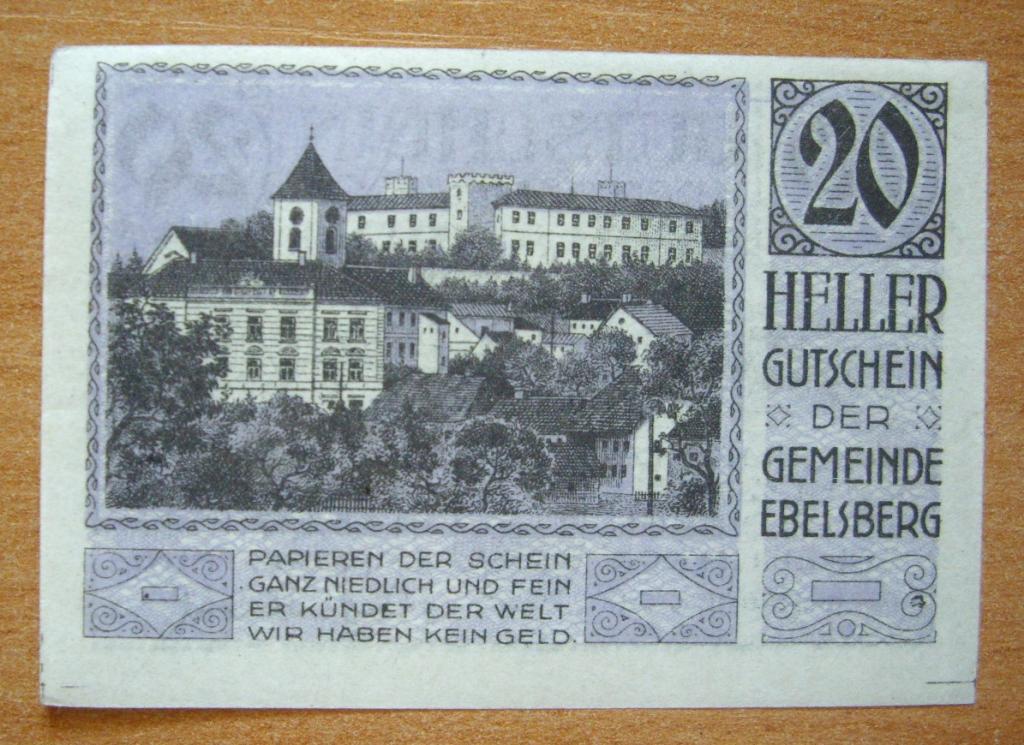 20
HELLER
GUTSCHEIN
DER
GEMEINDE
EBELSBERG
PAPIEREN DER SCHEIN
GANZ NIEDLICH UND FEIN
ER KÜNDET DER WELT
WIR HABEN KEIN GELD.